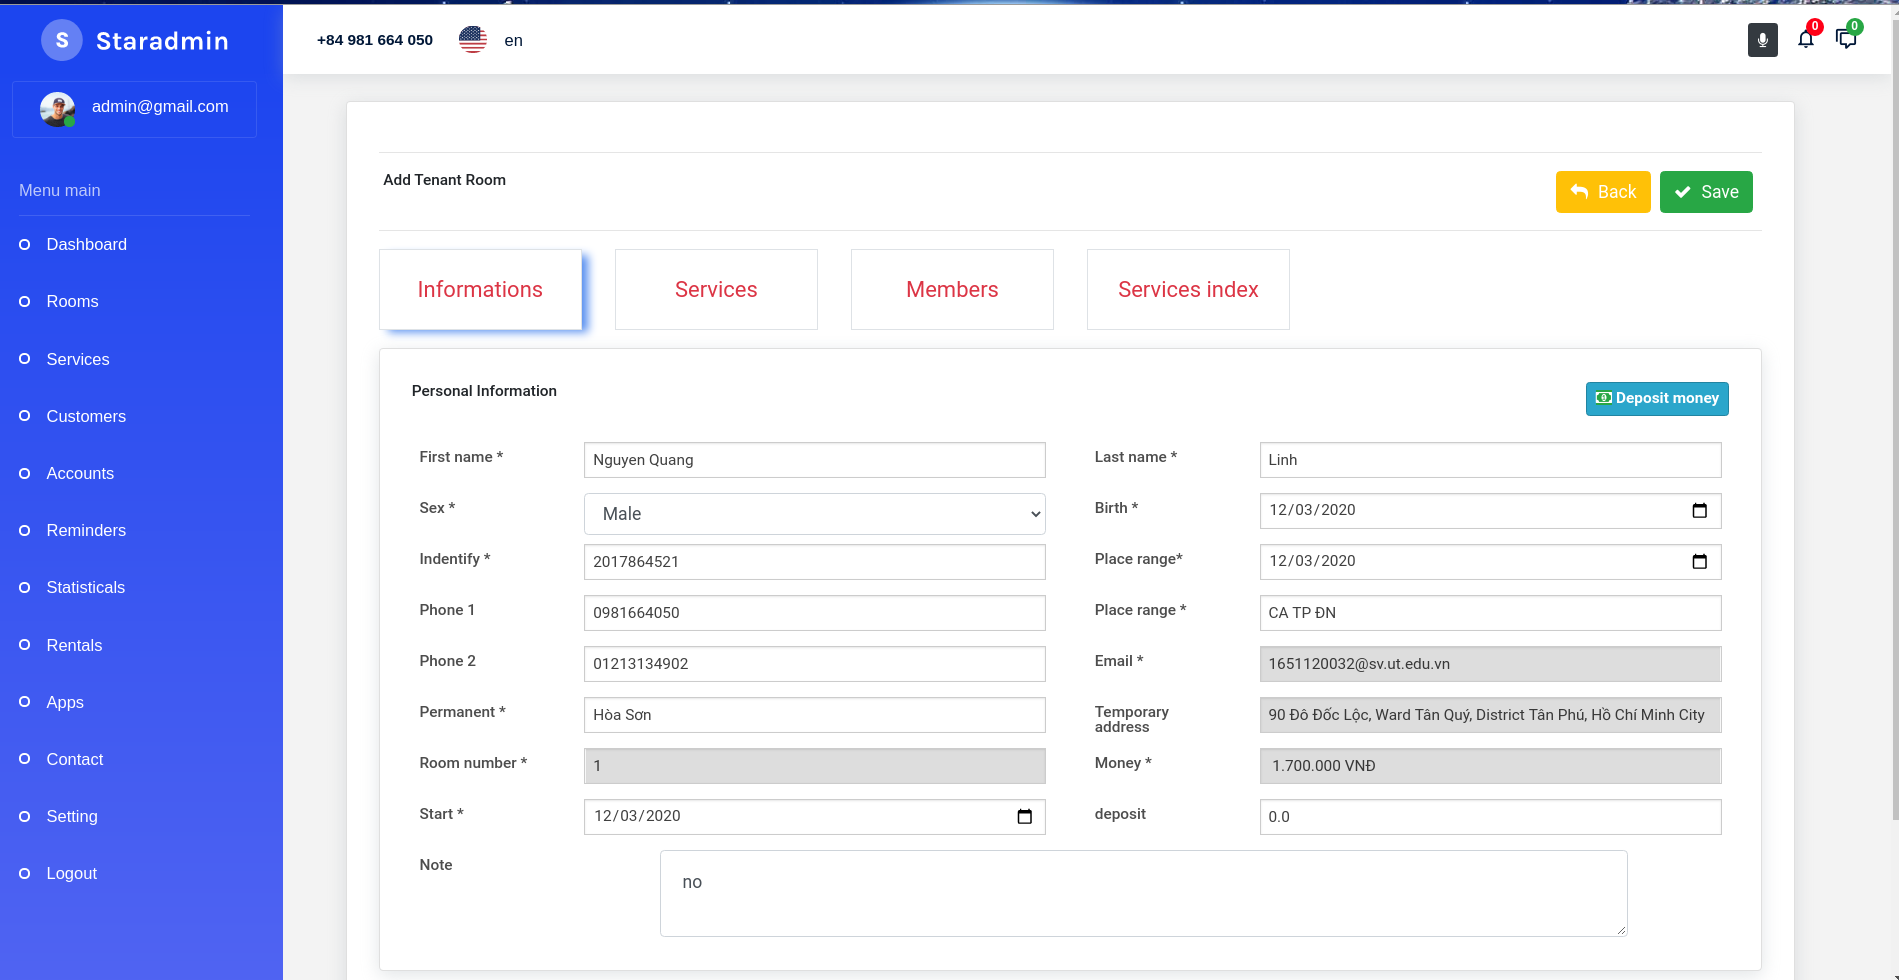 S Staradmin
admin@gmail.com
Menu main
Dashboard
Rooms
Services
Customers
Accounts
Reminders
Statisticals
Rentals
Apps
Contact
Setting
Logout
+84 981 664 050 en
0 0
Add Tenant Room
Back Save
Informations Services Members Services index
Personal Information
Deposit money
First name * Nguyen Quang Last name * Linh
Sex * Male Birth * 12/03/2020
Indentify * 2017864521 Place range* 12/03/2020
Phone 1 0981664050 Place range * CA TP ĐN
Phone 2 01213134902 Email * 1651120032@sv.ut.edu.vn
Permanent * Hòa Sơn Temporary address 90 Đô Đốc Lộc, Ward Tân Quý, District Tân Phú, Hồ Chí Minh City
Room number * 1 Money * 1.700.000 VNĐ
Start * 12/03/2020 deposit 0.0
Note no